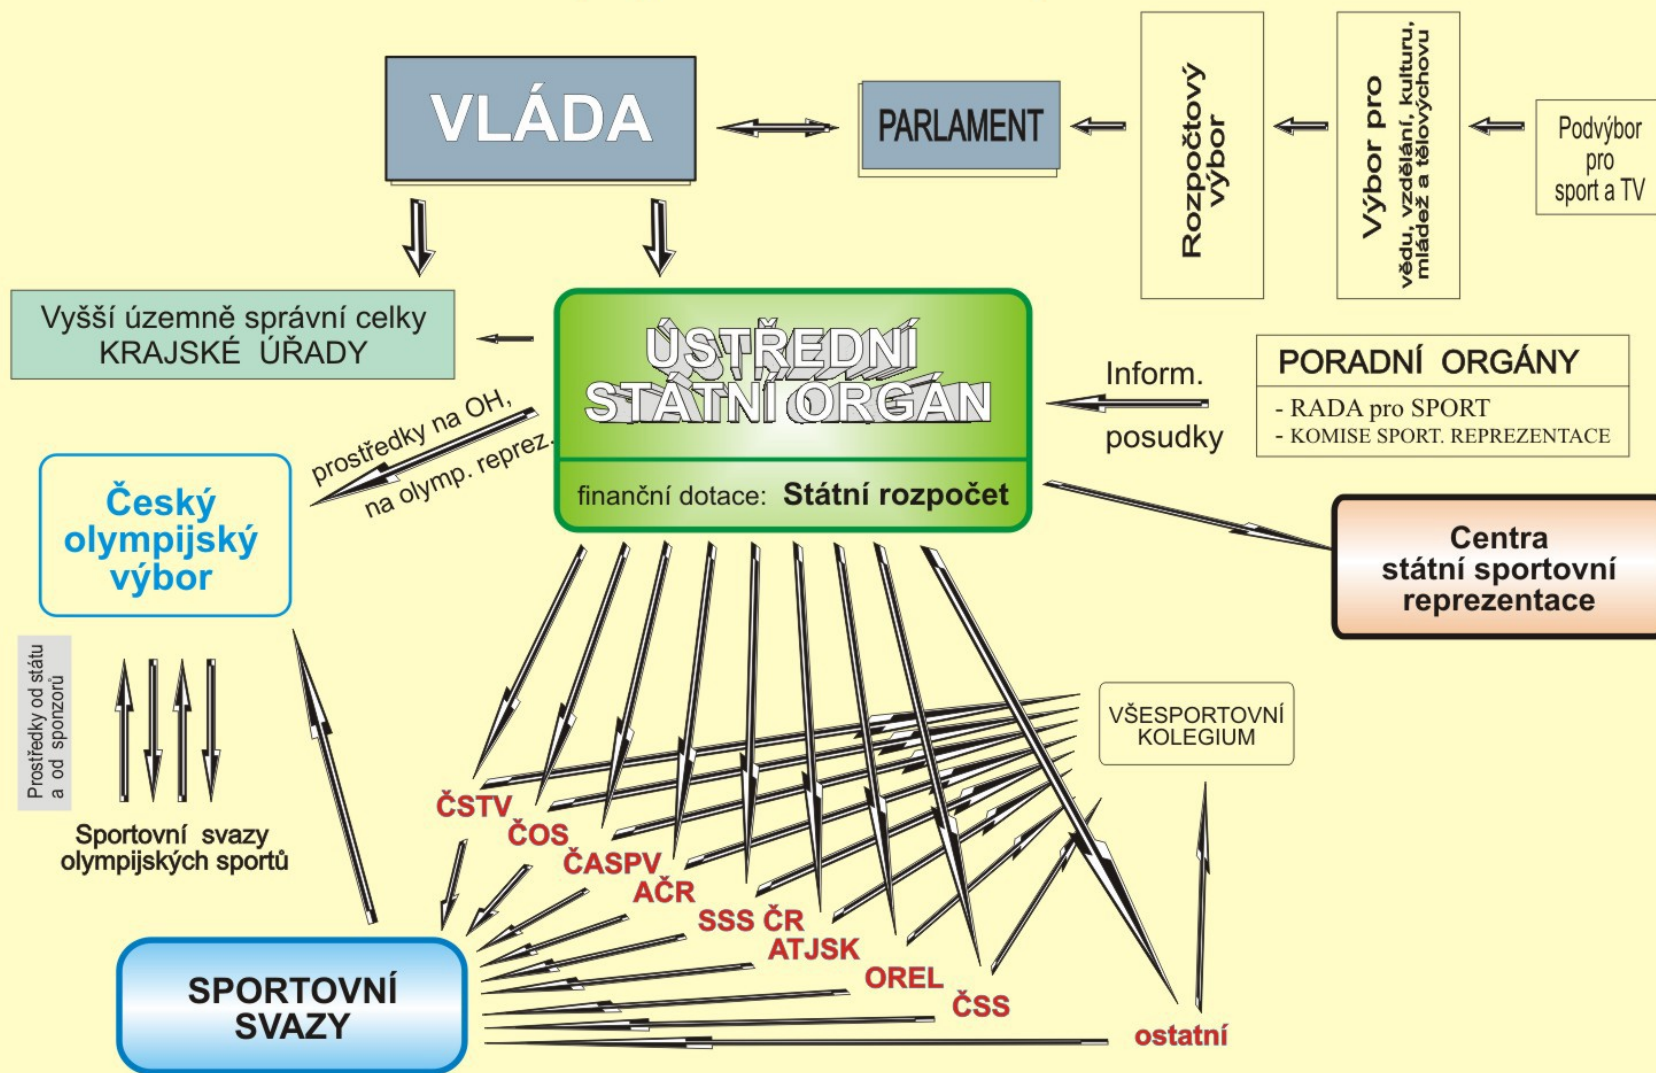 VLÁDA
PARLAMENT
Rozpočtový
výbor
Výbor pro
vědu, vzdělání, kulturu,
mládež a tělovýchovu
Podvýbor
pro
sport a TV
Vyšší územně správní celky
KRAJSKÉ ÚŘADY
ÚSTŘEDNÍ
STÁTNÍ ORGÁN
finanční dotace: Státní rozpočet
Inform.
posudky
PORADNÍ ORGÁNY
- RADA pro SPORT
- KOMISE SPORT. REPREZENTACE
prostředky na OH,
na olymp. reprez.
Český
olympijský
výbor
Centra
státní sportovní
reprezentace
Prostředky od státu
a od sponzorů
Sportovní svazy
olympijských sportů
VŠESPORTOVNÍ
KOLEGIUM
ČSTV
ČOS
ČASPV
AČR
SSS ČR
ATJSK
OREL
ČSS
ostatní
SPORTOVNÍ
SVAZY